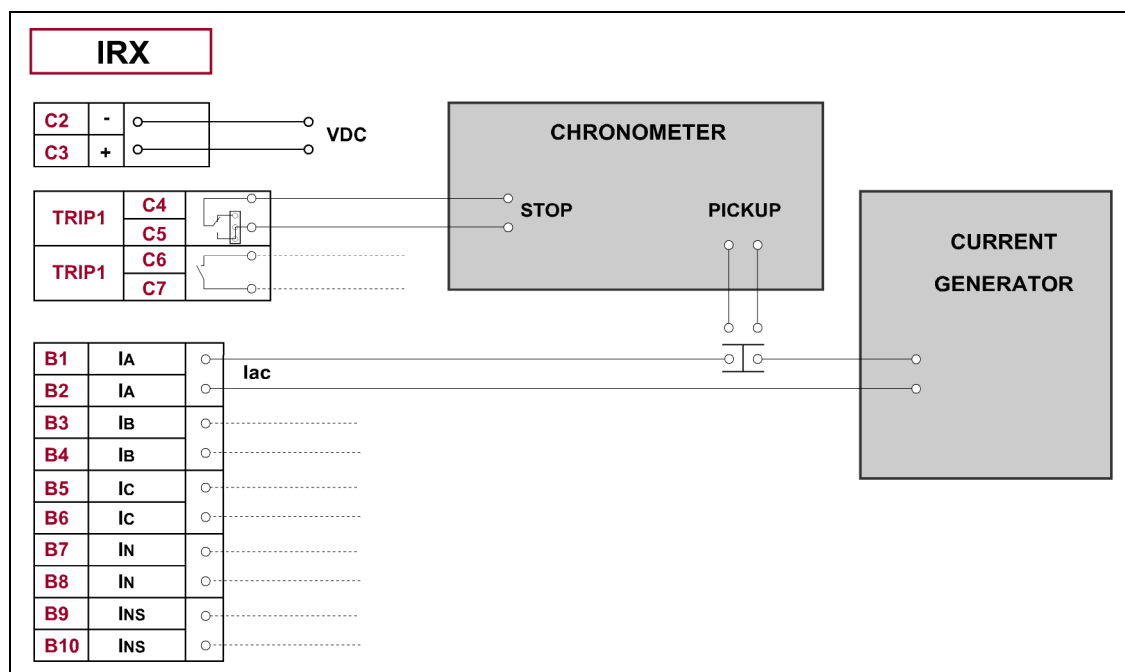 IRX
C2 -
C3 +
VDC
TRIP1 C4
C5
TRIP1 C6
C7
CHRONOMETER
STOP PICKUP
CURRENT
GENERATOR
B1 IA
Iac
B2 IA
B3 IB
B4 IB
B5 IC
B6 IC
B7 IN
B8 IN
B9 INS
B10 INS